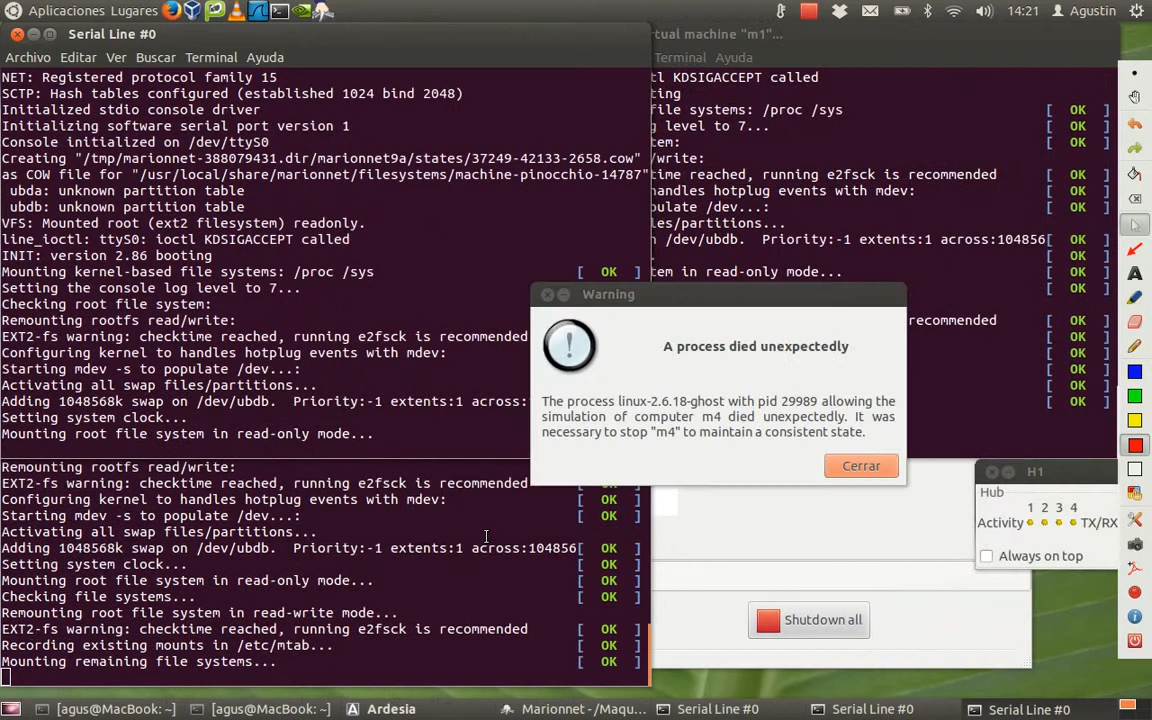 Aplicaciones Lugares
14:21 Agustin
Serial Line #0
Archivo Editar Ver Buscar Terminal Ayuda
NET: Registered protocol family 15
SCTP: Hash tables configured (established 1024 bind 2048)
Initialized stdio console driver
Initializing software serial port version 1
Console initialized on /dev/ttyS0
Creating "/tmp/marionnet-388079431.dir/marionnet9a/states/37249-42133-2658.cow"
as COW file for "/usr/local/share/marionnet/filesystems/machine-pinocchio-14787"
ubda: unknown partition table
ubdb: unknown partition table
VFS: Mounted root (ext2 filesystem) readonly.
line_ioctl: ttyS0: ioctl KDSIGACCEPT called
INIT: version 2.86 booting
Mounting kernel-based file systems: /proc /sys [ OK ]
Setting the console log level to 7... [ OK ]
Checking root file system:
Remounting rootfs read/write:
EXT2-fs warning: checktime reached, running e2fsck is recommended
Configuring kernel to handles hotplug events with mdev:
Starting mdev -s to populate /dev...:
Activating all swap files/partitions...
Adding 1048568k swap on /dev/ubdb. Priority:-1 extents:1 across:
Setting system clock...
Mounting root file system in read-only mode...
Remounting rootfs read/write:
EXT2-fs warning: checktime reached, running e2fsck is recommended [ OK ]
Configuring kernel to handles hotplug events with mdev: [ OK ]
Starting mdev -s to populate /dev...: [ OK ]
Activating all swap files/partitions...
Adding 1048568k swap on /dev/ubdb. Priority:-1 extents:1 across:104856[ OK ]
Setting system clock... [ OK ]
Mounting root file system in read-only mode... [ OK ]
Checking file systems... [ OK ]
Remounting root file system in read-write mode...
EXT2-fs warning: checktime reached, running e2fsck is recommended [ OK ]
Recording existing mounts in /etc/mtab... [ OK ]
Mounting remaining file systems... [ OK ]
rtual machine "m1"...
Terminal Ayuda
ctl KDSIGACCEPT called
ting
file systems: /proc /sys [ OK ]
g level to 7... [ OK ]
tem: [ OK ]
/write:
time reached, running e2fsck is recommended [ OK ]
handles hotplug events with mdev: [ OK ]
pulate /dev...: [ OK ]
les/partitions...
n /dev/ubdb. Priority:-1 extents:1 across:104856[ OK ]
. [ OK ]
tem in read-only mode... [ OK ]
[ OK ]
ecommended [ OK ]
[ OK ]
[ OK ]
[ OK ]
[ OK ]
Warning
A process died unexpectedly
The process linux-2.6.18-ghost with pid 29989 allowing the
simulation of computer m4 died unexpectedly. It was
necessary to stop "m4" to maintain a consistent state.
Cerrar
H1
Hub
1 2 3 4
Activity TX/RX
Always on top
Shutdown all
[agus@MacBook: ~] [agus@MacBook: ~] Ardesia Marionnet - /Maqu... Serial Line #0 Serial Line #0 Serial Line #0